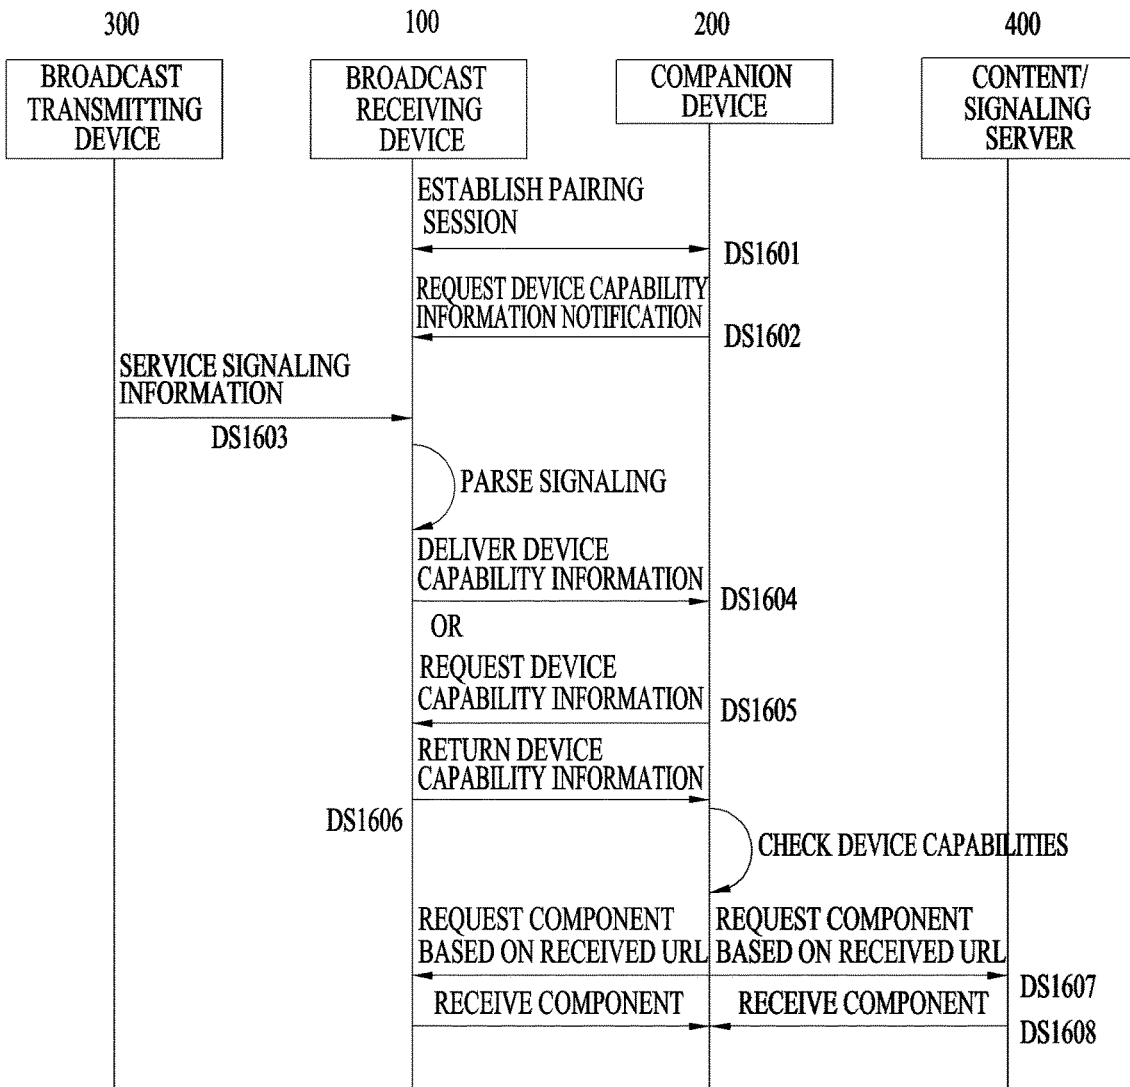 300
100
200
400
BROADCAST
TRANSMITTING
DEVICE
BROADCAST
RECEIVING
DEVICE
COMPANION
DEVICE
CONTENT/
SIGNALING
SERVER
ESTABLISH PAIRING
SESSION
DS1601
REQUEST DEVICE CAPABILITY
INFORMATION NOTIFICATION
DS1602
SERVICE SIGNALING
INFORMATION
DS1603
PARSE SIGNALING
DELIVER DEVICE
CAPABILITY INFORMATION
DS1604
OR
REQUEST DEVICE
CAPABILITY INFORMATION
DS1605
RETURN DEVICE
CAPABILITY INFORMATION
DS1606
CHECK DEVICE CAPABILITIES
REQUEST COMPONENT
BASED ON RECEIVED URL
REQUEST COMPONENT
BASED ON RECEIVED URL
DS1607
RECEIVE COMPONENT
RECEIVE COMPONENT
DS1608